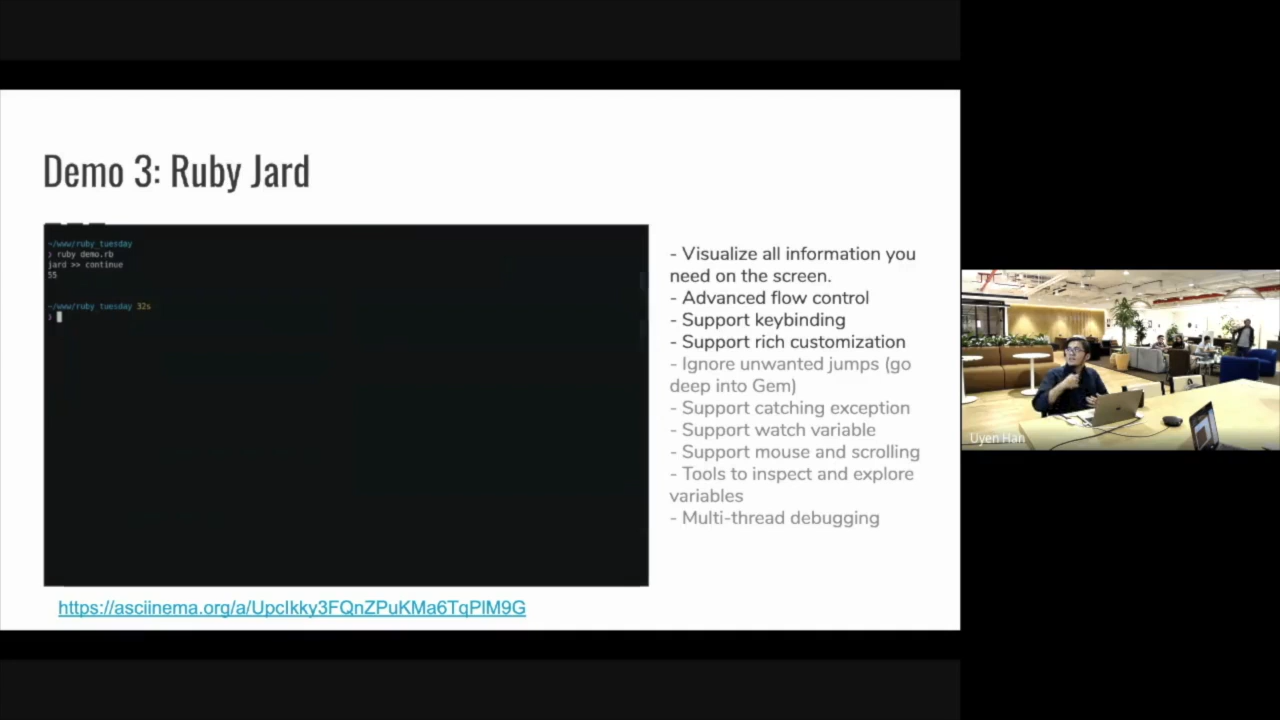 Demo 3: Ruby Jard
~/www/ruby_tuesday
❯ ruby demo.rb
jard >> continue
55
~/www/ruby_tuesday 32s
❯
- Visualize all information you
need on the screen.
- Advanced flow control
- Support keybinding
- Support rich customization
- Ignore unwanted jumps (go
deep into Gem)
- Support catching exception
- Support watch variable
- Support mouse and scrolling
- Tools to inspect and explore
variables
- Multi-thread debugging
https://asciinema.org/a/UpcIkky3FQnZPuKMa6TqPlM9G
Uyen Han